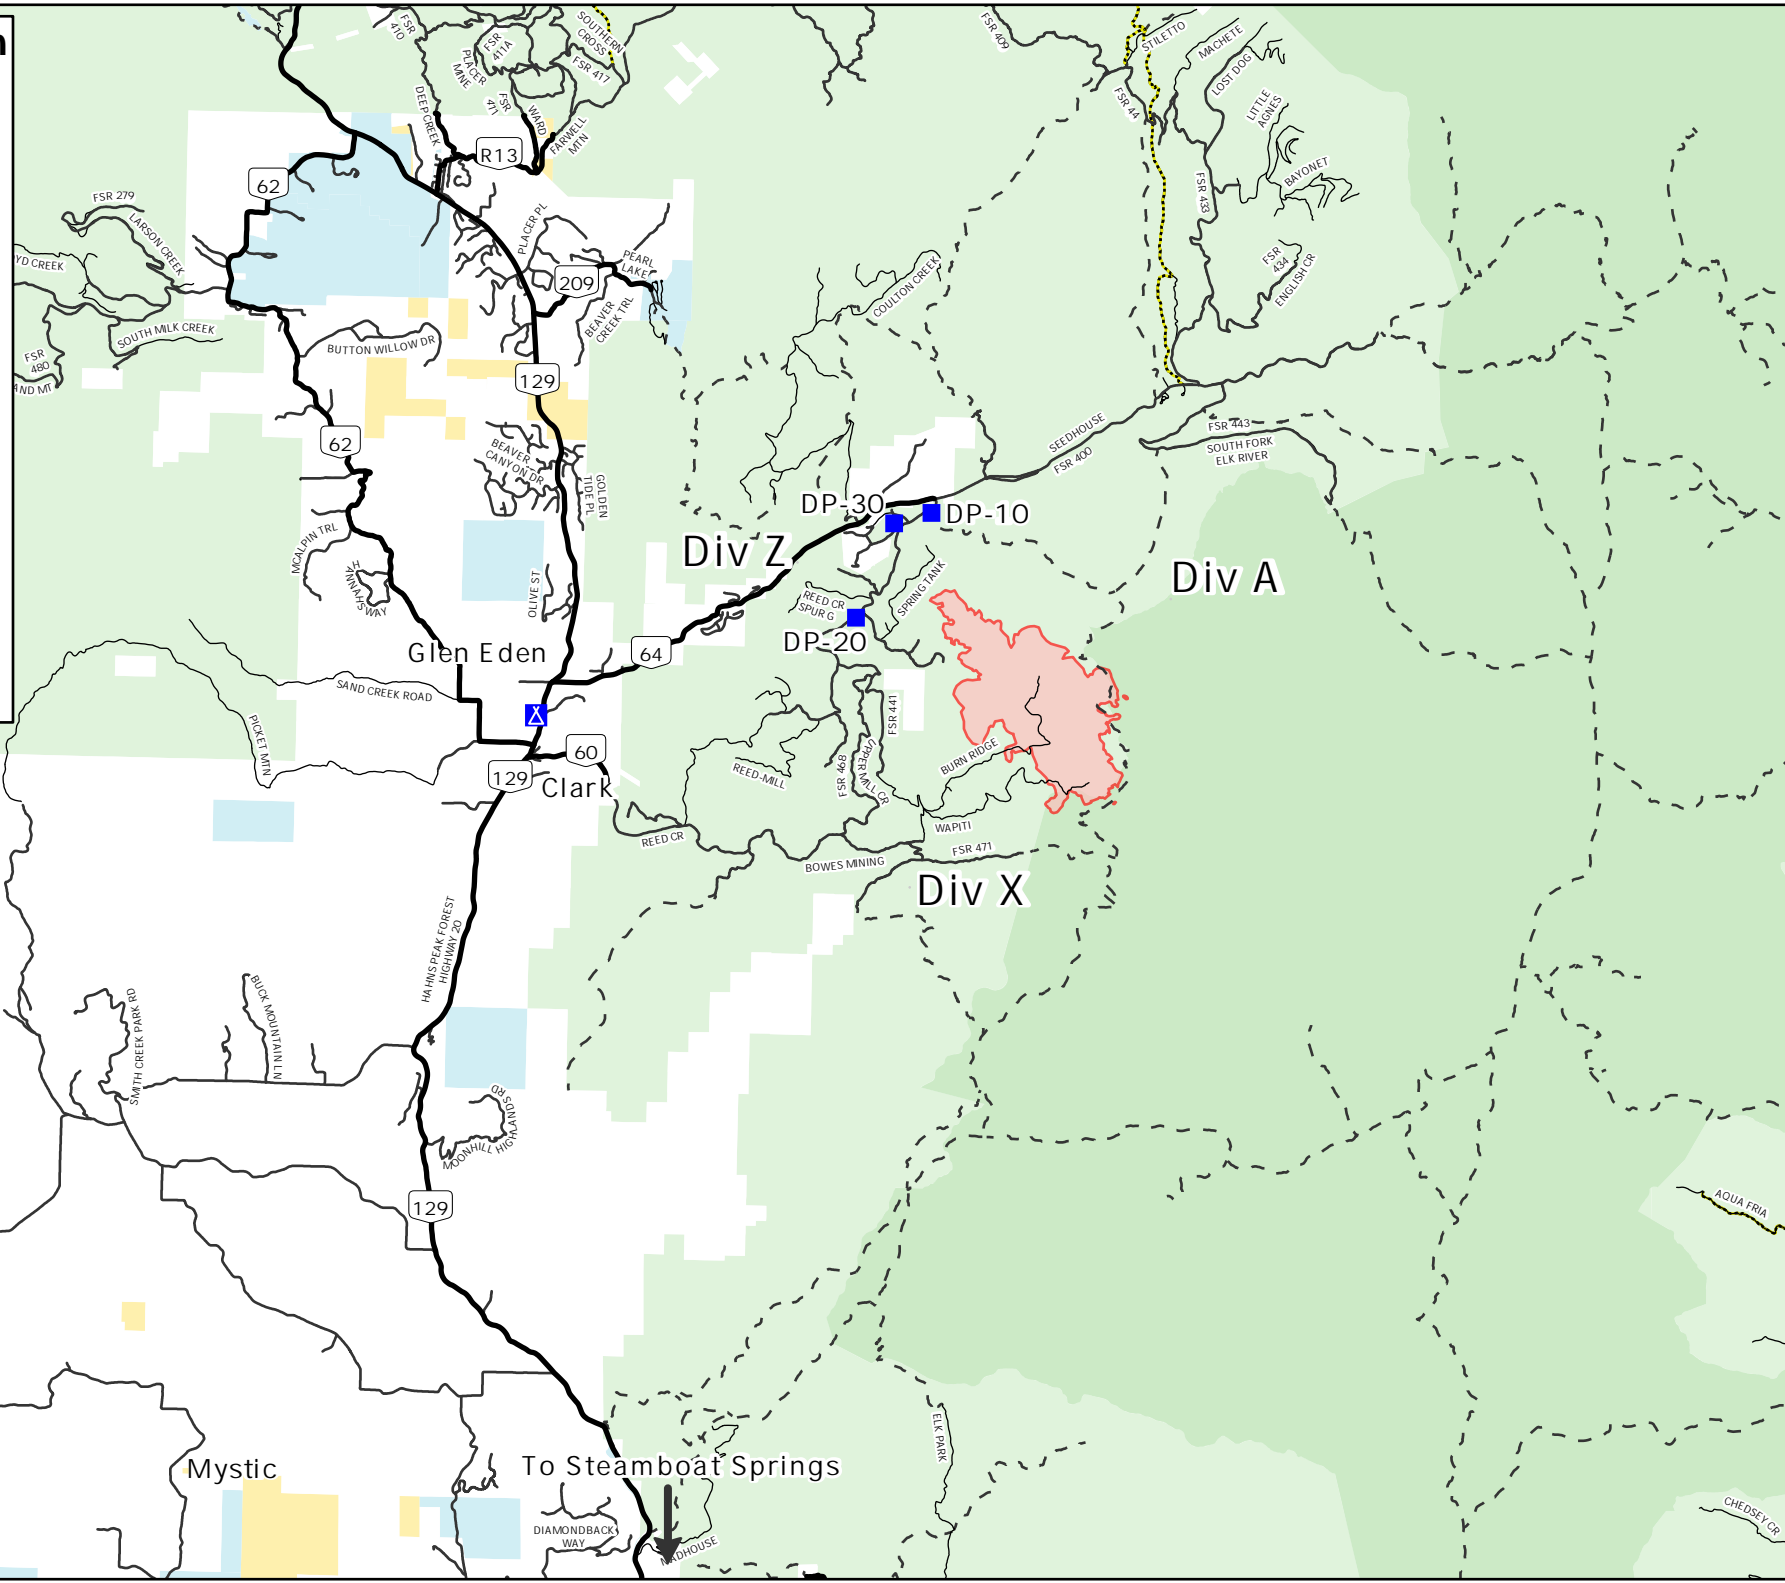 n
FSR
410
FSR
411A
SOUTHERN
CROSS
FSR 417
PLACER
MINE
FSR
411
WARD
DEEP CREEK
FARWELL
MTN
R13
FSR 409
STILETTO
MACHETE
LOST DOG
FSR 44
LITTLE
AGNES
BAYONET
FSR 433
FSR
434
ENGLISH CR
62
FSR 279
LARSON CREEK
YD CREEK
PLACER PL
PEARL
LAKE
209
BEAVER
CREEK TRL
COULTON CREEK
SOUTH MILK CREEK
FSR
480
AND MT
BUTTON WILLOW DR
129
62
BEAVER
CANYON DR
GOLDEN
TIDE PL
SEEDHOUSE
FSR 400
FSR 443
SOUTH FORK
ELK RIVER
DP-30
DP-10
Div Z
Div A
MCALPIN TRL
HANNAHS WAY
OLIVE ST
REED CR
SPUR G
SPRING TANK
DP-20
64
Glen Eden
SAND CREEK ROAD
PICKET MTN
60
129
Clark
FSR 441
FSR 468
UPPER MILL CR
REED-MILL
BURN RIDGE
WAPITI
REED CR
BOWES MINING
FSR 471
Div X
HAHNS PEAK FOREST
HIGHWAY 20
SMITH CREEK PARK RD
BUCK MOUNTAIN LN
MOONHILL HIGHLANDS RD
129
AQUA FRIA
ELK PARK
Mystic
To Steamboat Springs
DIAMONDBACK
WAY
MADHOUSE
CHEDSEY CR